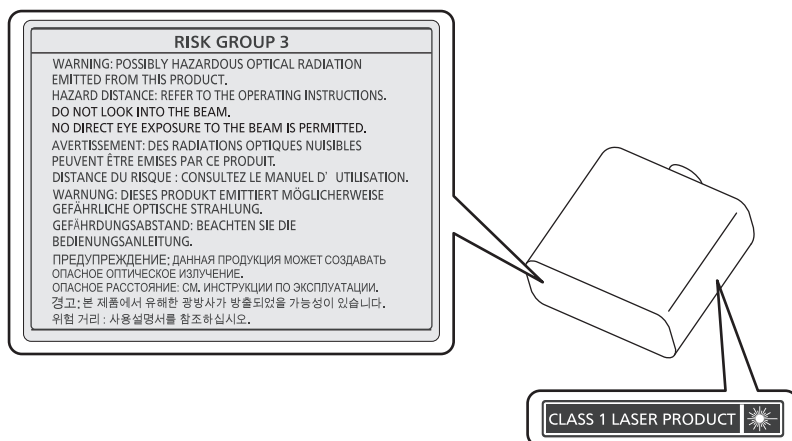 RISK GROUP 3
WARNING: POSSIBLY HAZARDOUS OPTICAL RADIATION
EMITTED FROM THIS PRODUCT.
HAZARD DISTANCE: REFER TO THE OPERATING INSTRUCTIONS.
DO NOT LOOK INTO THE BEAM.
NO DIRECT EYE EXPOSURE TO THE BEAM IS PERMITTED.
AVERTISSEMENT: DES RADIATIONS OPTIQUES NUISIBLES
PEUVENT ÊTRE EMISES PAR CE PRODUIT.
DISTANCE DU RISQUE : CONSULTEZ LE MANUEL D' UTILISATION.
WARNUNG: DIESES PRODUKT EMITTIERT MÖGLICHERWEISE
GEFÄHRLICHE OPTISCHE STRAHLUNG.
GEFÄHRDUNGSABSTAND: BEACHTEN SIE DIE
BEDIENUNGSANLEITUNG.
ПРЕДУПРЕЖДЕНИЕ: ДАННАЯ ПРОДУКЦИЯ МОЖЕТ СОЗДАВАТЬ
ОПАСНОЕ ОПТИЧЕСКОЕ ИЗЛУЧЕНИЕ.
ОПАСНОЕ РАССТОЯНИЕ: СМ. ИНСТРУКЦИИ ПО ЭКСПЛУАТАЦИИ.
경고: 본 제품에서 유해한 광방사가 방출되었을 가능성이 있습니다.
위험 거리 : 사용설명서를 참조하십시오.
CLASS 1 LASER PRODUCT